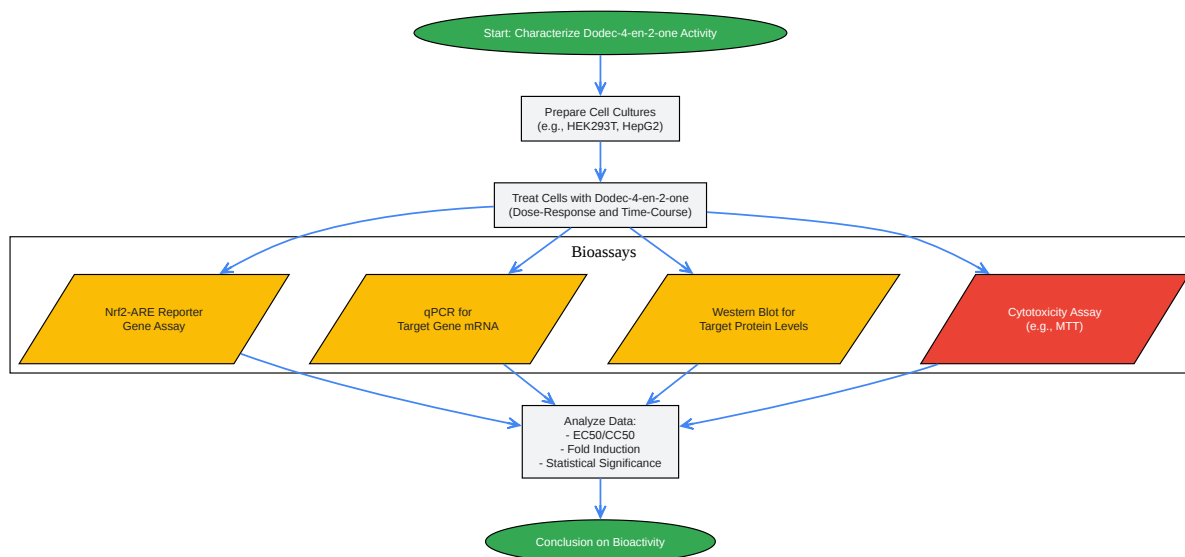 Start: Characterize Dodec-4-en-2-one Activity
Prepare Cell Cultures
(e.g., HEK293T, HepG2)
Treat Cells with Dodec-4-en-2-one
(Dose-Response and Time-Course)
Bioassays
Nrf2-ARE Reporter
Gene Assay
qPCR for
Target Gene mRNA
Western Blot for
Target Protein Levels
Cytotoxicity Assay
(e.g., MTT)
Analyze Data:
- EC50/CC50
- Fold Induction
- Statistical Significance
Conclusion on Bioactivity